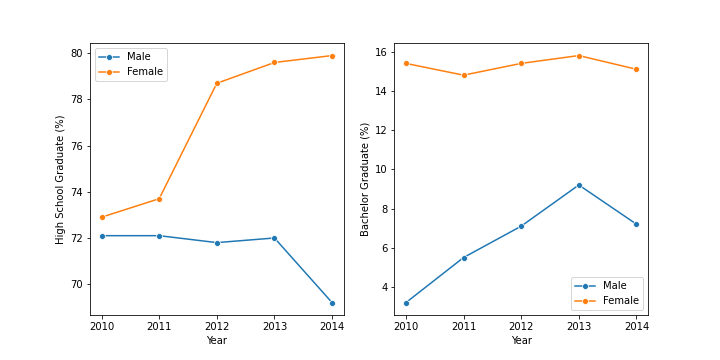 High School Graduate (%)
80
78
76
74
72
70
Male
Female
2010 2011 2012 2013 2014
Year
Bachelor Graduate (%)
16
14
12
10
8
6
4
Male
Female
2010 2011 2012 2013 2014
Year